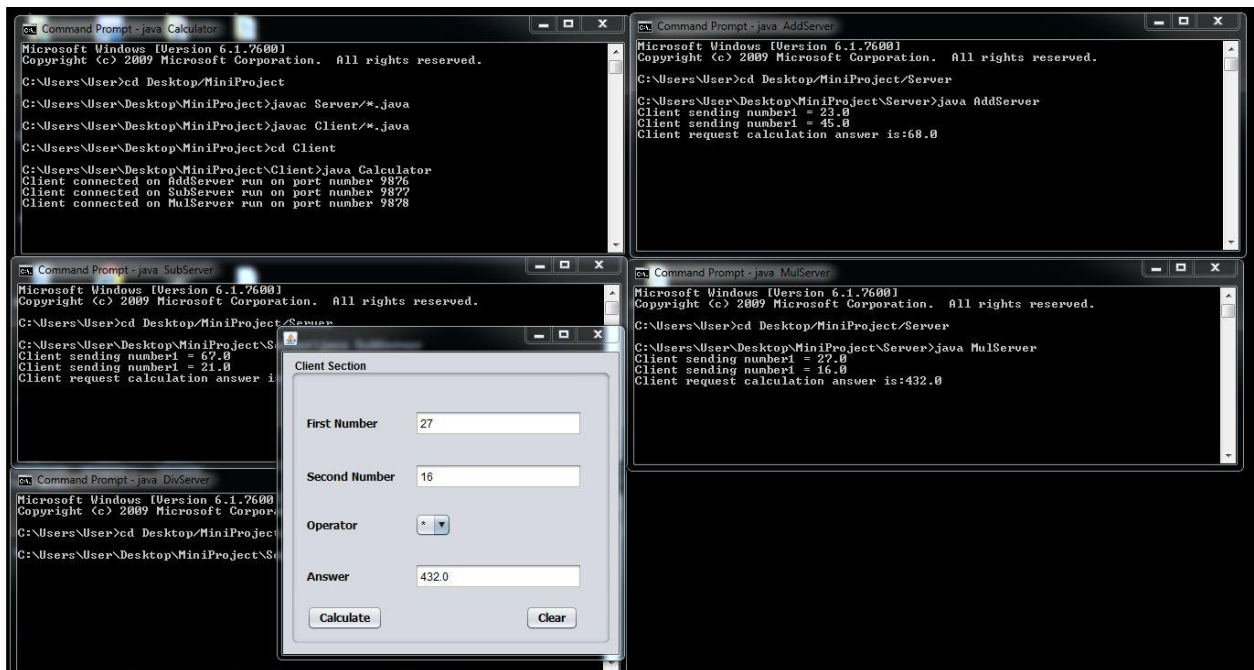 Command Prompt - java Calculator
Microsoft Windows [Version 6.1.7600]
Copyright (c) 2009 Microsoft Corporation. All rights reserved.
C:\Users\User>cd Desktop/MiniProject
C:\Users\User\Desktop\MiniProject>javac Server/*.java
C:\Users\User\Desktop\MiniProject>javac Client/*.java
C:\Users\User\Desktop\MiniProject>cd Client
C:\Users\User\Desktop\MiniProject\Client>java Calculator
Client connected on AddServer run on port number 9876
Client connected on SubServer run on port number 9877
Client connected on MulServer run on port number 9878
Command Prompt - java AddServer
Microsoft Windows [Version 6.1.7600]
Copyright (c) 2009 Microsoft Corporation. All rights reserved.
C:\Users\User>cd Desktop/MiniProject/Server
C:\Users\User\Desktop\MiniProject\Server>java AddServer
Client sending number1 = 23.0
Client sending number1 = 45.0
Client request calculation answer is:68.0
Command Prompt - java SubServer
Microsoft Windows [Version 6.1.7600]
Copyright (c) 2009 Microsoft Corporation. All rights reserved.
C:\Users\User>cd Desktop/MiniProject/Server
C:\Users\User\Desktop\MiniProject\Se
Client sending number1 = 67.0
Client sending number1 = 21.0
Client request calculation answer i
Command Prompt - java MulServer
Microsoft Windows [Version 6.1.7600]
Copyright (c) 2009 Microsoft Corporation. All rights reserved.
C:\Users\User>cd Desktop/MiniProject/Server
C:\Users\User\Desktop\MiniProject\Server>java MulServer
Client sending number1 = 27.0
Client sending number1 = 16.0
Client request calculation answer is:432.0
Command Prompt - java DivServer
Microsoft Windows [Version 6.1.7600
Copyright (c) 2009 Microsoft Corpora
C:\Users\User>cd Desktop/MiniProject
C:\Users\User\Desktop\MiniProject\Se
Client Section
First Number 27
Second Number 16
Operator *
Answer 432.0
Calculate Clear